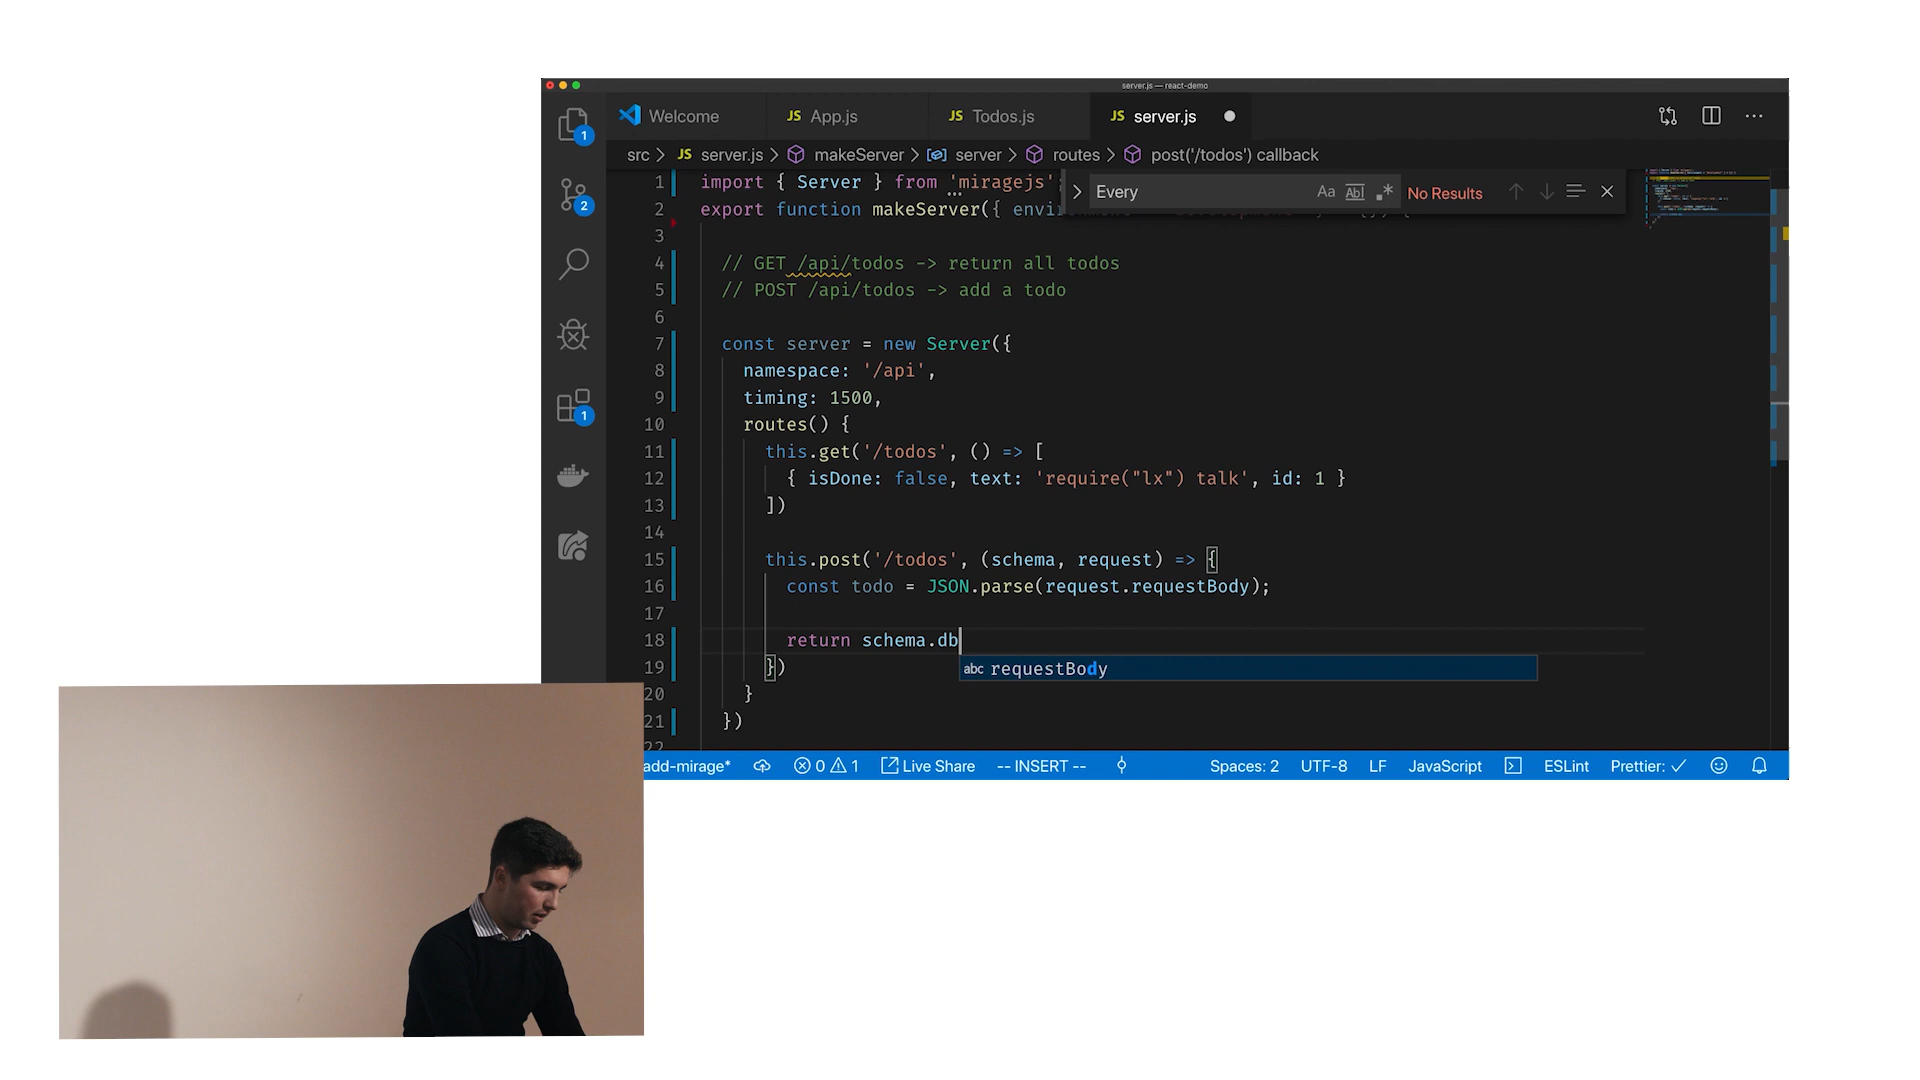 server.js — react-demo
Welcome
JS App.js
JS Todos.js
JS server.js
src > JS server.js > makeServer > server > routes > post('/todos') callback
Every
Aa
Abl
No Results
1 import { Server } from 'miragejs'
2 export function makeServer({ envi
3
4 // GET /api/todos -> return all todos
5 // POST /api/todos -> add a todo
6
7 const server = new Server({
8 namespace: '/api',
9 timing: 1500,
10 routes() {
11 this.get('/todos', () => [
12 { isDone: false, text: 'require("lx") talk', id: 1 }
13 ])
14
15 this.post('/todos', (schema, request) => {
16 const todo = JSON.parse(request.requestBody);
17
18 return schema.db
abc requestBody
19 })
20 }
21 })
22
1
2
1
add-mirage* 0 1 Live Share -- INSERT -- Spaces: 2 UTF-8 LF JavaScript ESLint Prettier: ✓